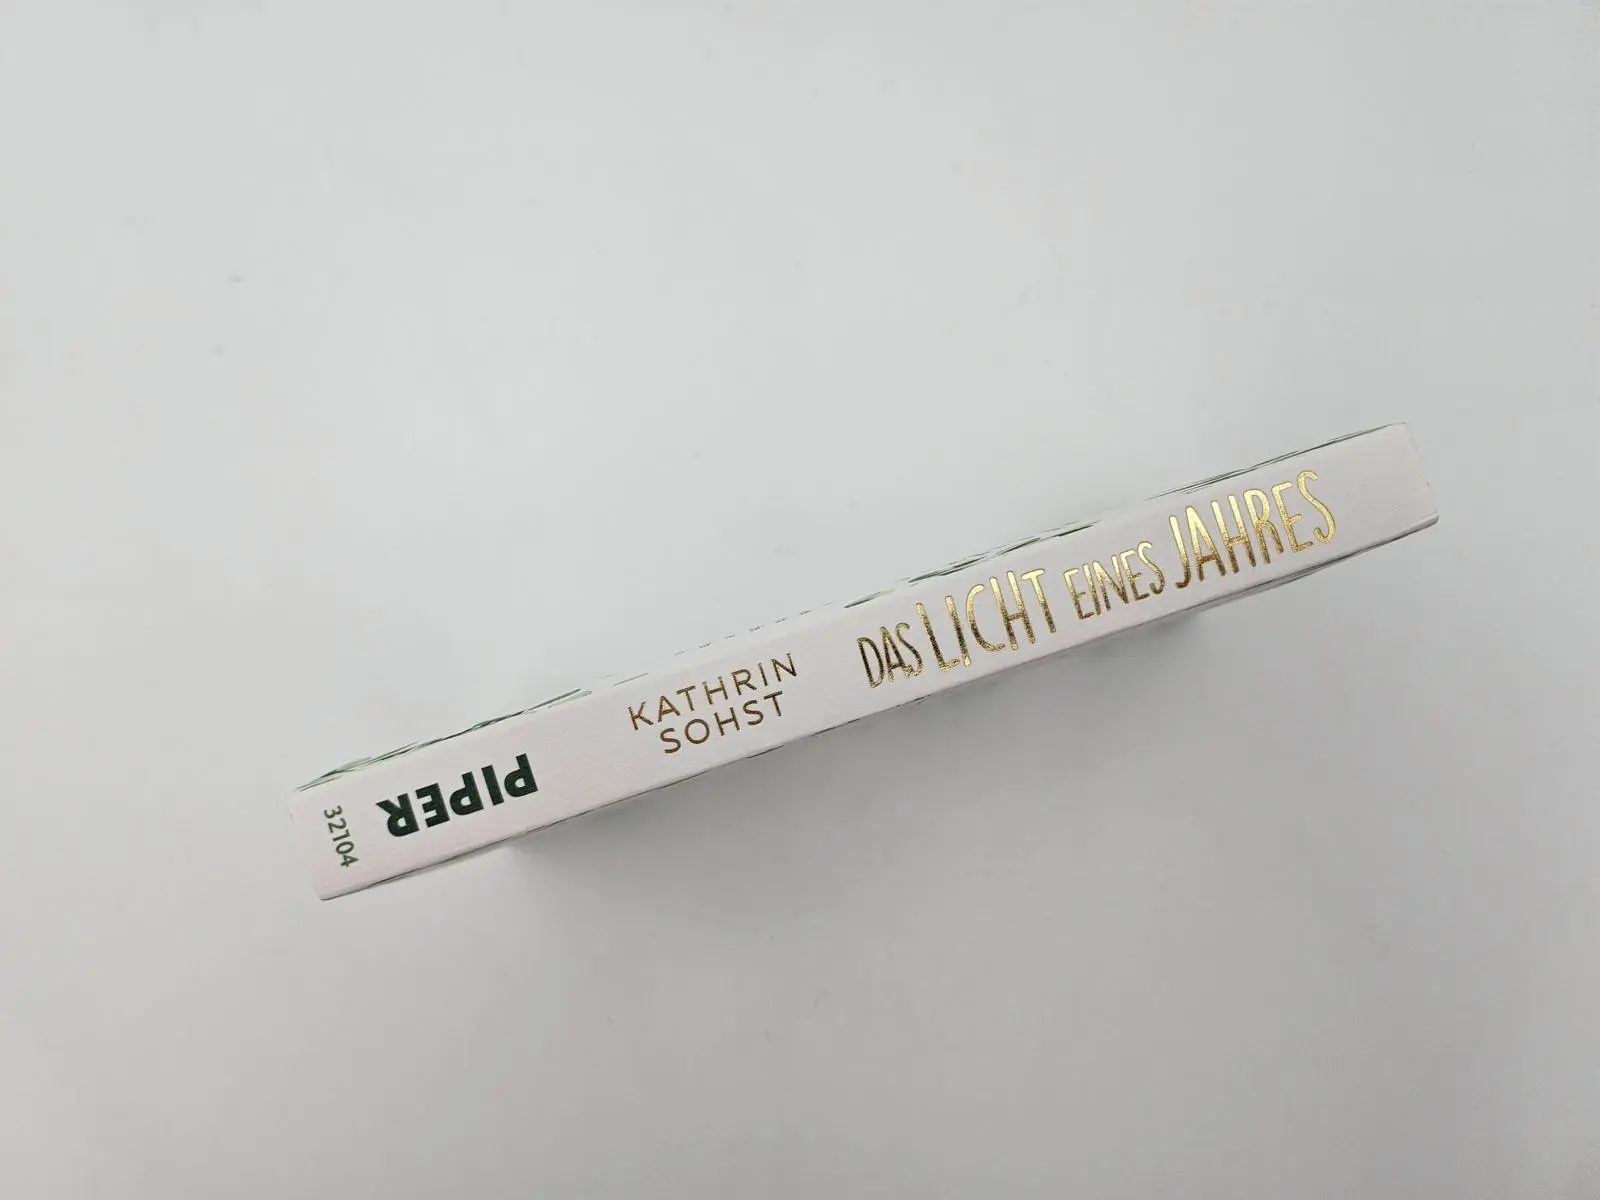 DAS LICHT EINES JAHRES
KATHRIN
SOHST
PIPER
32104